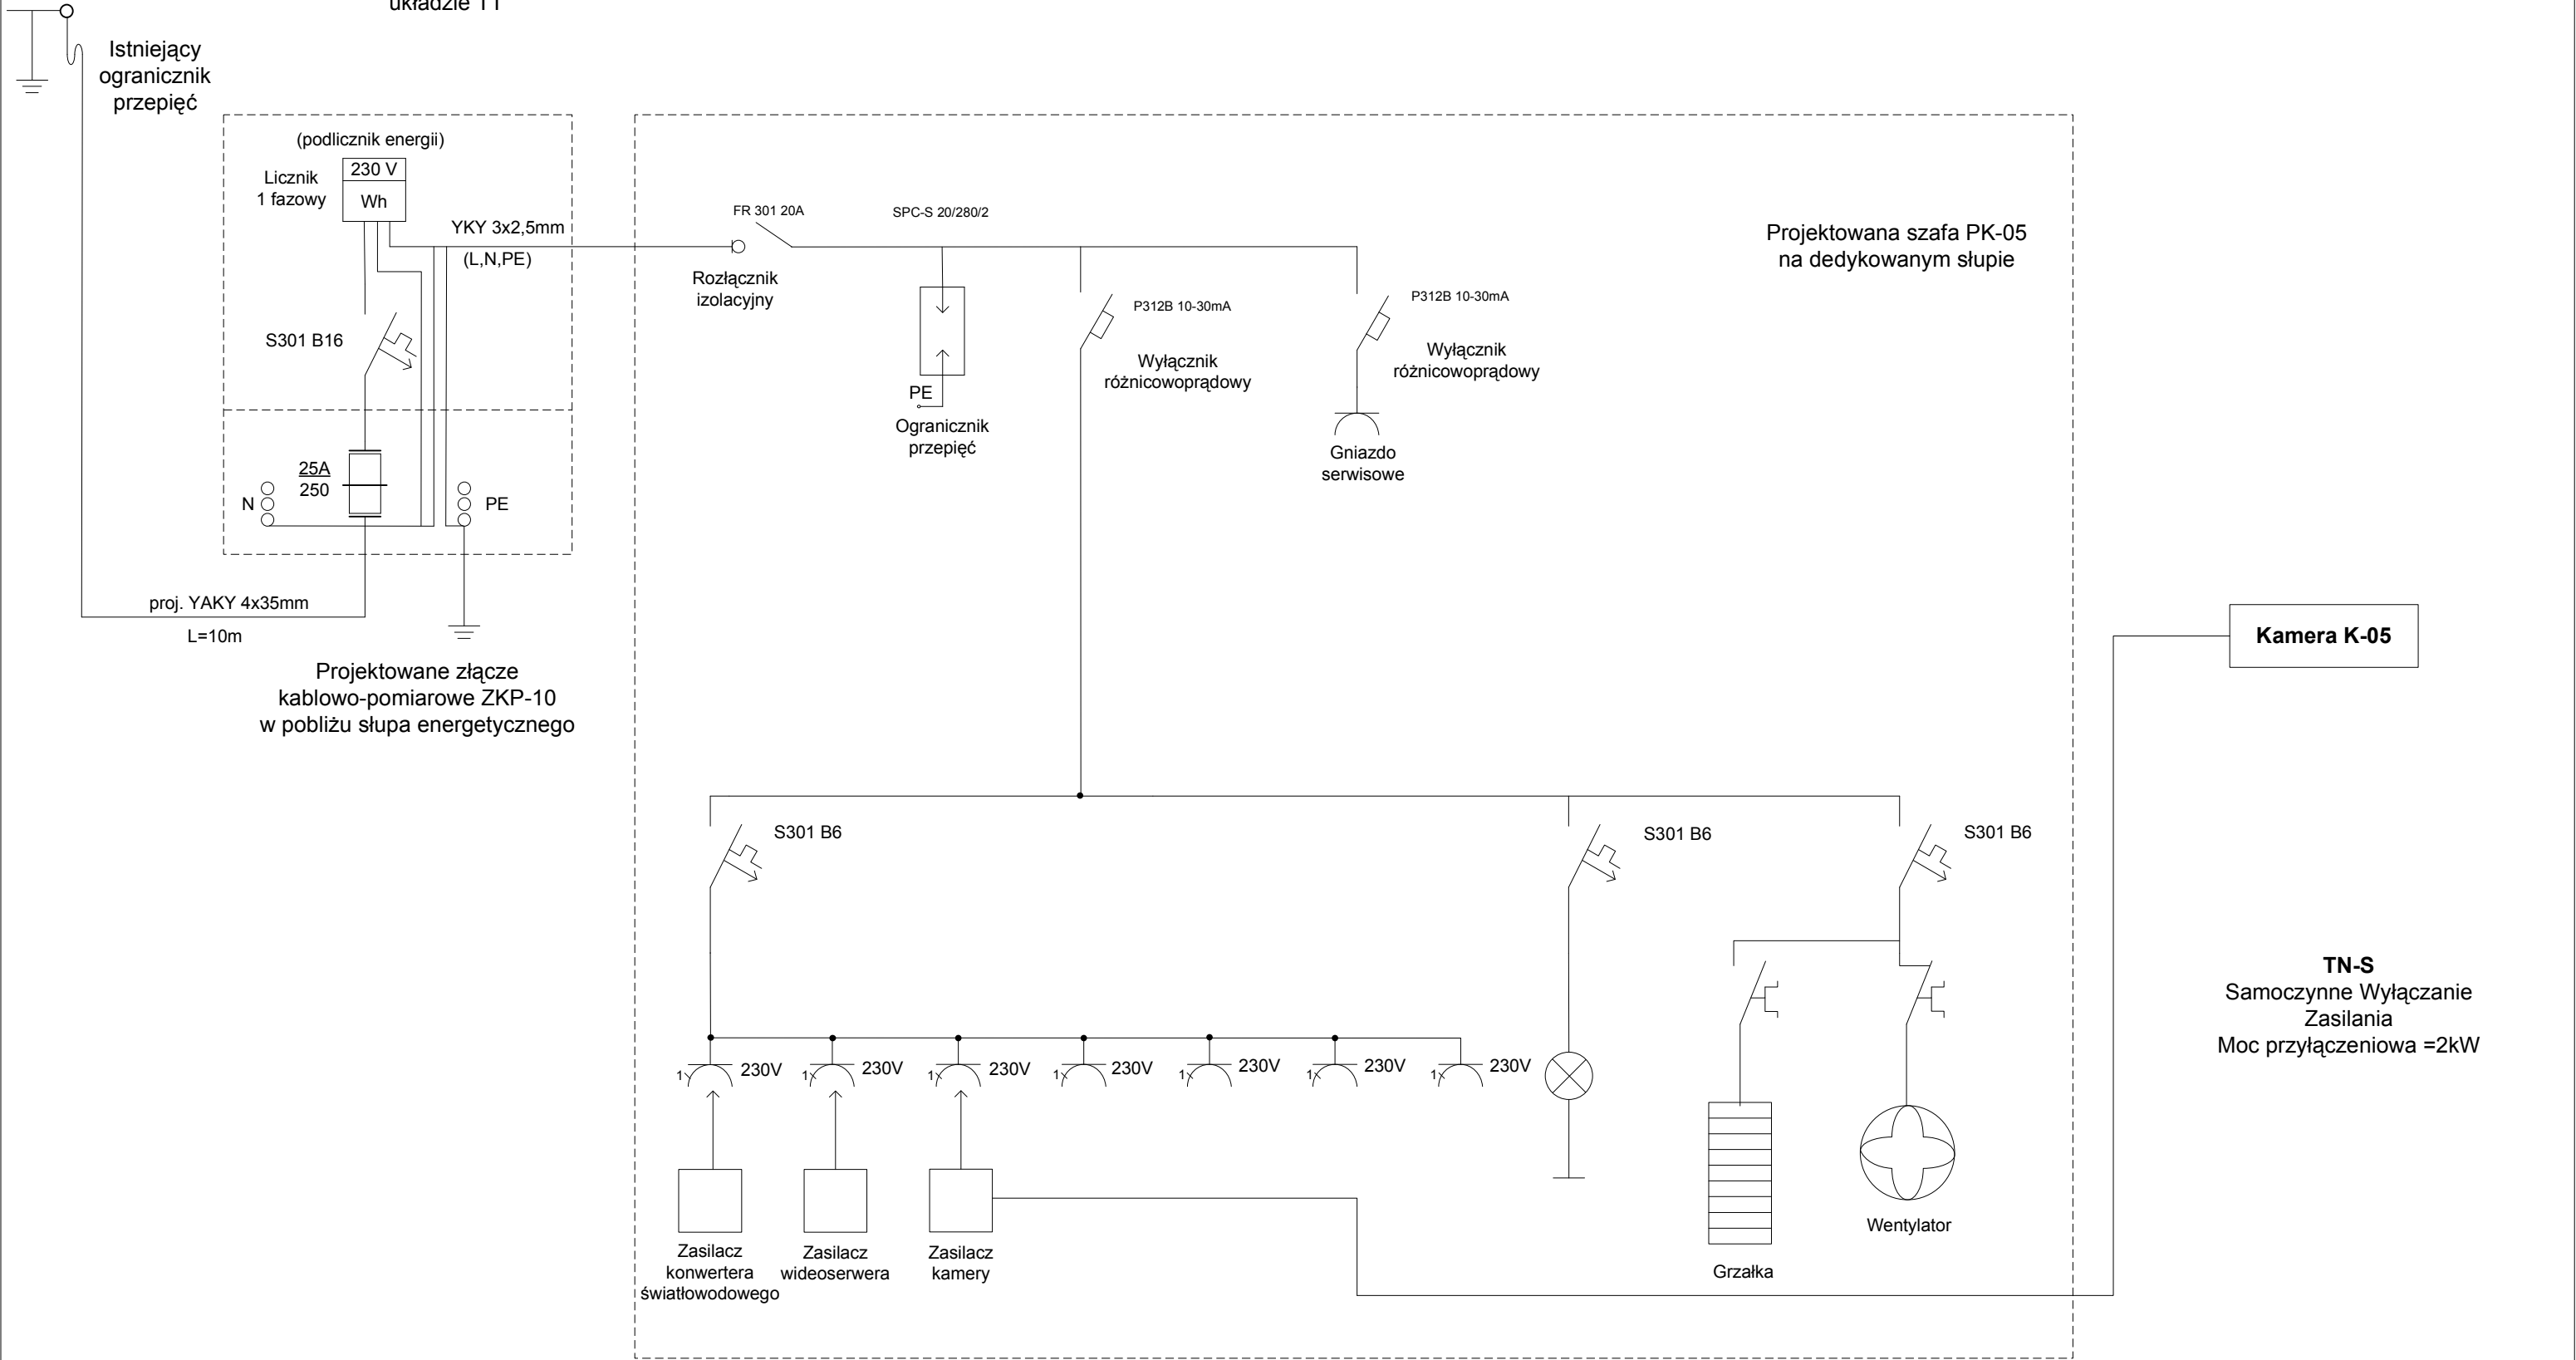 układzie TT
Istniejący
ogranicznik
przepięć
(podlicznik energii)
230 V
Licznik
1 fazowy
Wh
YKY 3x2,5mm
(L,N,PE)
S301 B16
25A
250
N
PE
proj. YAKY 4x35mm
L=10m
Projektowane złącze
kablowo-pomiarowe ZKP-10
w pobliżu słupa energetycznego
FR 301 20A
Rozłącznik
izolacyjny
SPC-S 20/280/2
PE
Ogranicznik
przepięć
P312B 10-30mA
Wyłącznik
różnicowoprądowy
P312B 10-30mA
Wyłącznik
różnicowoprądowy
Gniazdo
serwisowe
Projektowana szafa PK-05
na dedykowanym słupie
Kamera K-05
S301 B6
S301 B6
S301 B6
1
230V
1
230V
1
230V
1
230V
1
230V
1
230V
1
230V
Zasilacz
konwertera
światłowodowego
Zasilacz
wideoserwera
Zasilacz
kamery
Grzałka
Wentylator
TN-S
Samoczynne Wyłączanie
Zasilania
Moc przyłączeniowa =2kW